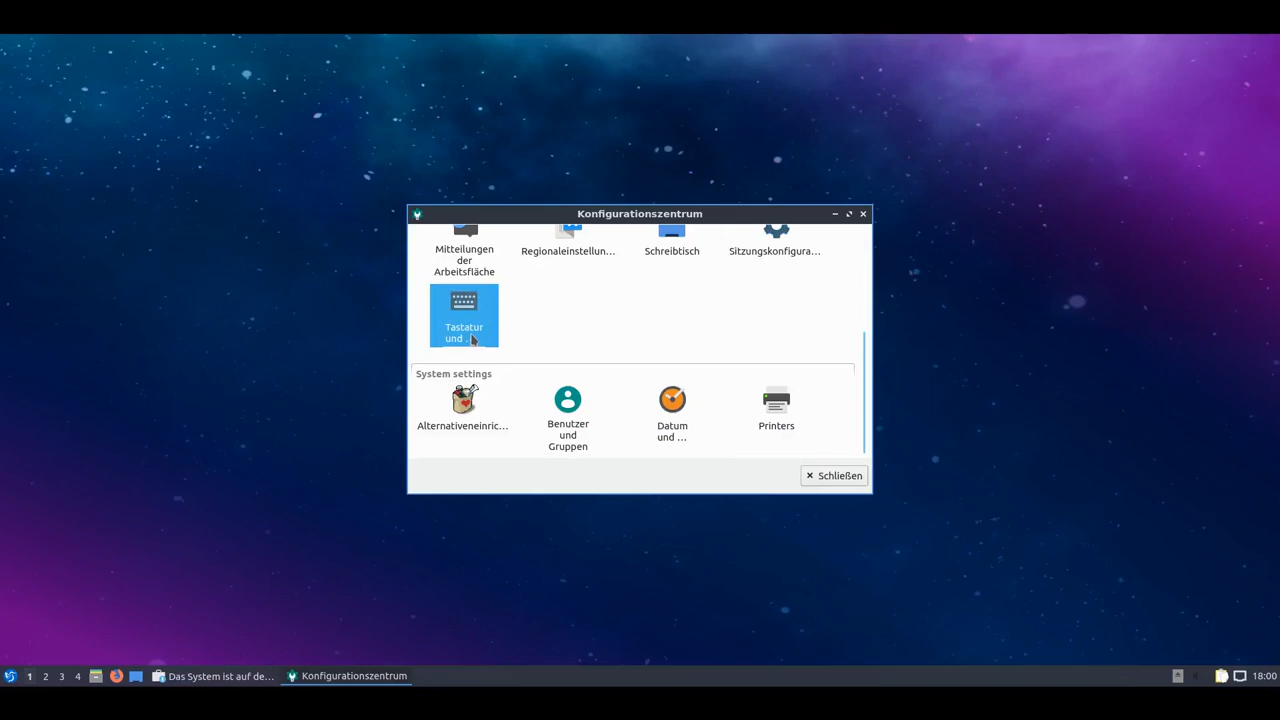 Konfigurationszentrum
Mitteilungen
der
Arbeitsfläche
Regionaleinstellun...
Schreibtisch
Sitzungskonfigura...
Tastatur
und ...
System settings
Alternativeneinric...
Benutzer
und
Gruppen
Datum
und ...
Printers
Schließen
1 2 3 4 Das System ist auf de... Konfigurationszentrum 18:00